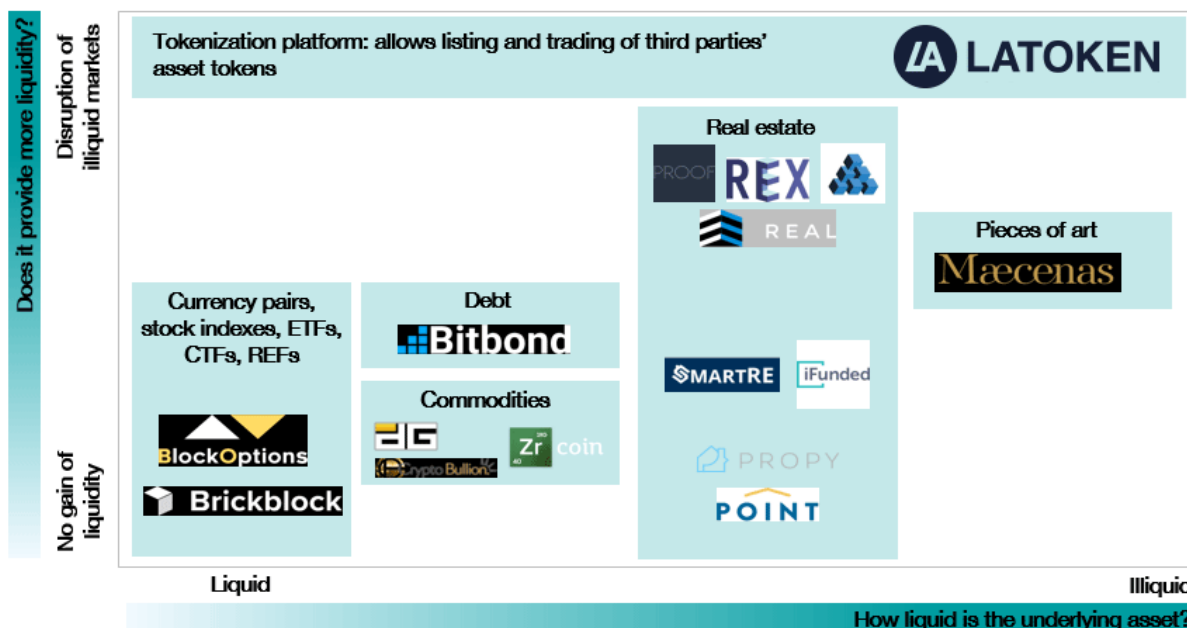 Does it provide more liquidity?
Disruption of
illiquid markets
No gain of
liquidity
Tokenization platform: allows listing and trading of third parties'
asset tokens
LA LATOKEN
Real estate
PROOF
REX
REAL
SMARTRE
iFunded
PROPY
POINT
Pieces of art
Mæcenas
Currency pairs,
stock indexes, ETFs,
CTFs, REFs
BlockOptions
Brickblock
Debt
Bitbond
Commodities
Zr coin
40
Crypto Bullion
Liquid
Illiquid
How liquid is the underlying asset?